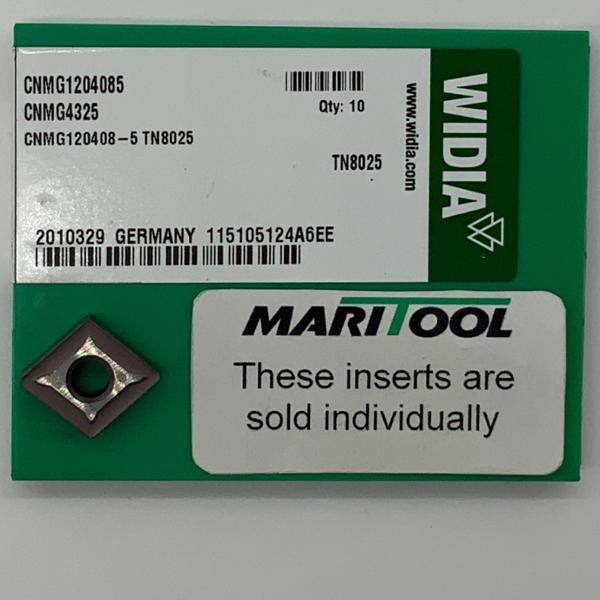 CNMG1204085
CNMG4325
CNMG120408-5 TN8025
Qty: 10
TN8025
2010329 GERMANY 115105124A6EE
www.widia.com
WIDIA
MARITOOL
These inserts are
sold individually